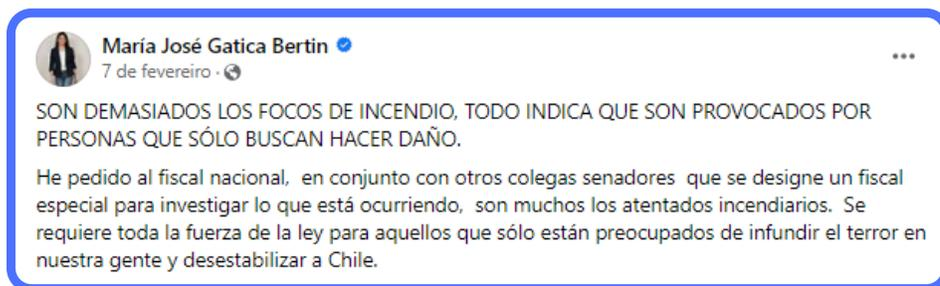 María José Gatica Bertin
7 de fevereiro ·
SON DEMASIADOS LOS FOCOS DE INCENDIO, TODO INDICA QUE SON PROVOCADOS POR
PERSONAS QUE SÓLO BUSCAN HACER DAÑO.
He pedido al fiscal nacional, en conjunto con otros colegas senadores que se designe un fiscal
especial para investigar lo que está ocurriendo, son muchos los atentados incendiarios. Se
requiere toda la fuerza de la ley para aquellos que sólo están preocupados de infundir el terror en
nuestra gente y desestabilizar a Chile.